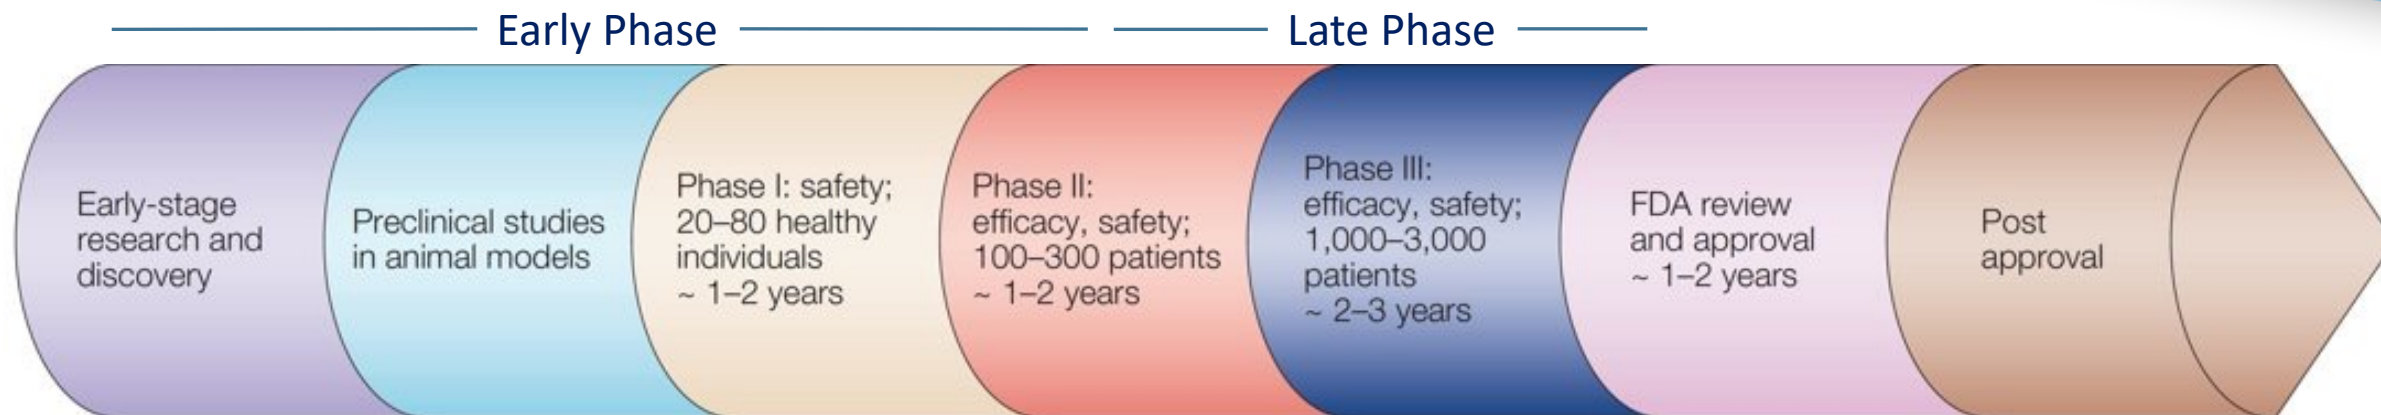 Early Phase
Late Phase
Early-stage
research and
discovery
Preclinical studies
in animal models
Phase I: safety;
20–80 healthy
individuals
~ 1–2 years
Phase II:
efficacy, safety;
100–300 patients
~ 1–2 years
Phase III:
efficacy, safety;
1,000–3,000
patients
~ 2–3 years
FDA review
and approval
~ 1–2 years
Post
approval